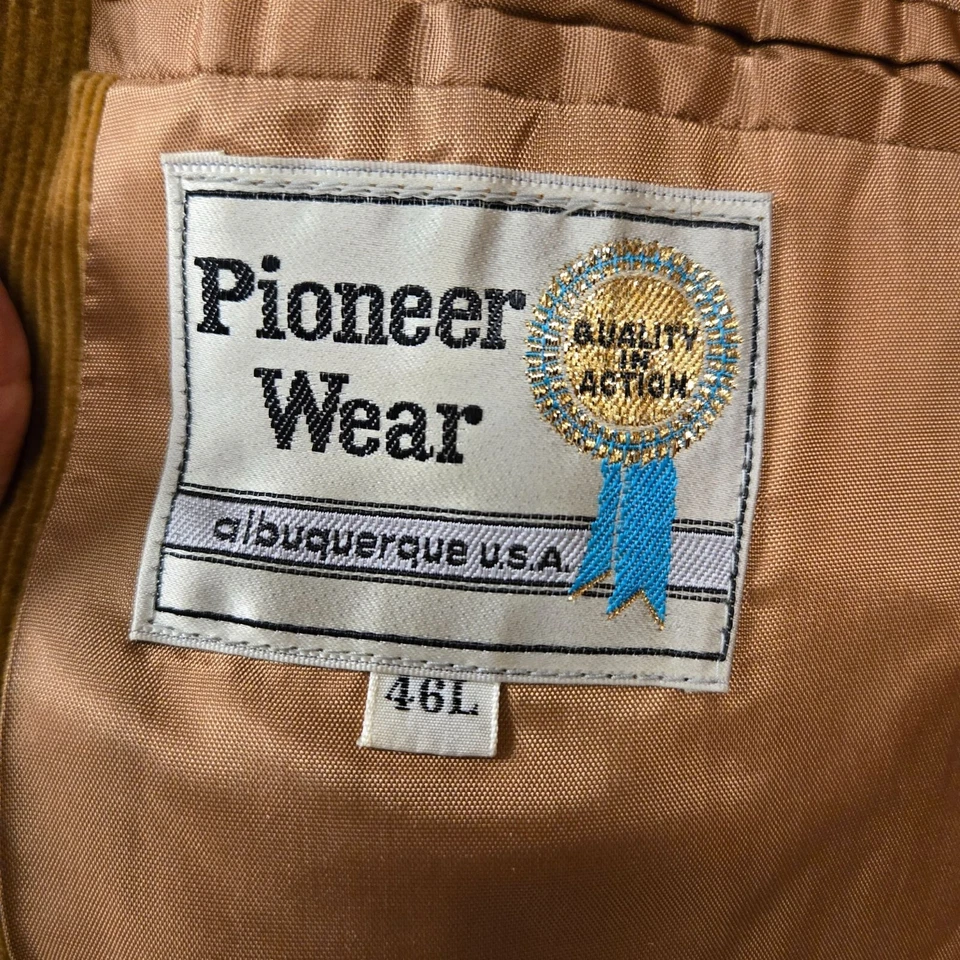 Pioneer
Wear
QUALITY
IN
ACTION
albuquerque U.S.A.
46L